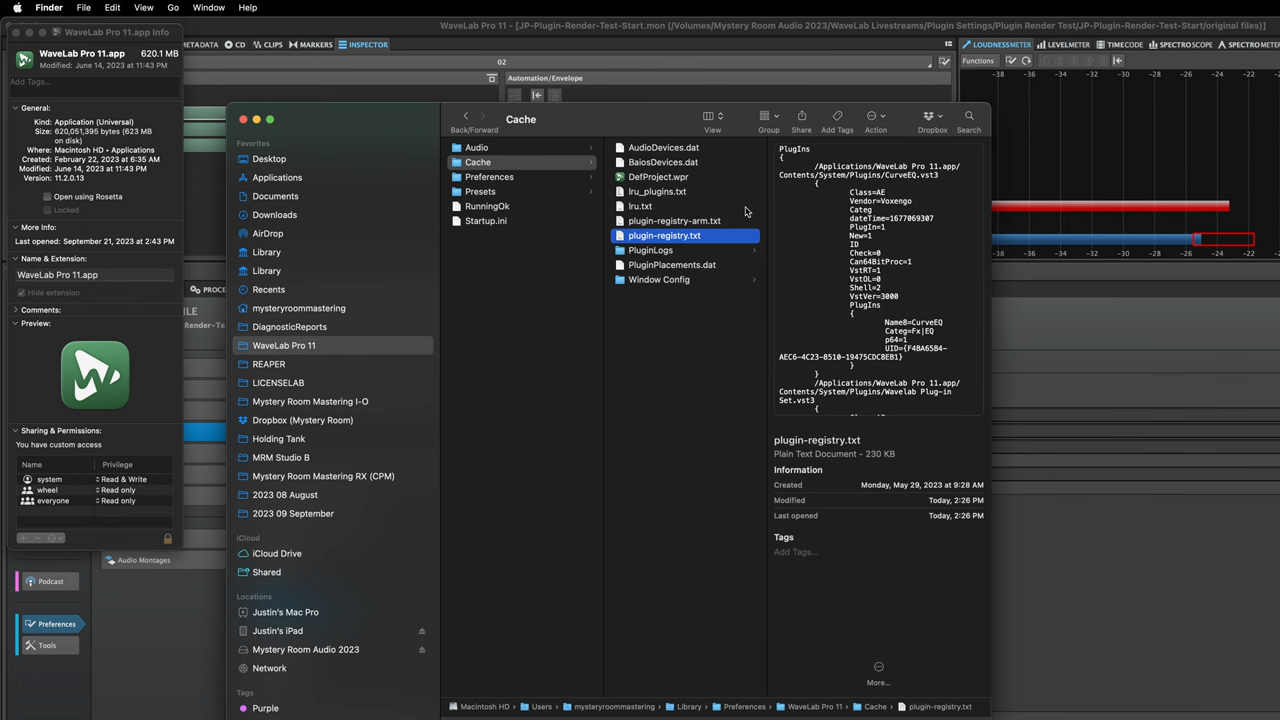 Finder File Edit View Go Window Help
WaveLab Pro 11 - [JP-Plugin-Render-Test-Start.mon (/Volumes/Mystery Room Audio 2023/WaveLab Livestreams/Plugin Settings/Plugin Render Test/JP-Plugin-Render-Test-Start/original files)]
WaveLab Pro 11.app Info
WaveLab Pro 11.app 620.1 MB
Modified: June 14, 2023 at 11:43 PM
Add Tags...
General:
Kind: Application (Universal)
Size: 620,051,395 bytes (623 MB on disk)
Where: Macintosh HD • Applications
Created: February 22, 2023 at 6:35 AM
Modified: June 14, 2023 at 11:43 PM
Version: 11.2.0.13
Open using Rosetta
Locked
More Info:
Last opened: September 21, 2023 at 2:43 PM
Name & Extension:
WaveLab Pro 11.app
Hide extension
Comments:
Preview:
Sharing & Permissions:
You have custom access
Name Privilege
system Read & Write
wheel Read only
everyone Read only
METADATA CD CLIPS MARKERS INSPECTOR
02
Automation/Envelope
LOUDNESSMETER LEVELMETER TIMECODE SPECTROSCOPE SPECTROMETER
Functions
-38 -36 -34 -32 -30 -28 -26 -24 -22
-38 -36 -34 -32 -30 -28 -26 -24 -22
PROCE
ILE
-Render-Test-
Audio Montages
Podcast
Preferences
Tools
Back/Forward
Cache
View
Group
Share
Add Tags
Action
Dropbox
Search
Favorites
Desktop
Applications
Documents
Downloads
AirDrop
Library
Library
Recents
mysteryroommastering
DiagnosticReports
WaveLab Pro 11
REAPER
LICENSELAB
Mystery Room Mastering I-O
Dropbox (Mystery Room)
Holding Tank
MRM Studio B
Mystery Room Mastering RX (CPM)
2023 08 August
2023 09 September
iCloud
iCloud Drive
Shared
Locations
Justin's Mac Pro
Justin's iPad
Mystery Room Audio 2023
Network
Tags
Purple
Audio
Cache
Preferences
Presets
RunningOk
Startup.ini
AudioDevices.dat
BaiosDevices.dat
DefProject.wpr
lru_plugins.txt
lru.txt
plugin-registry-arm.txt
plugin-registry.txt
PluginLogs
PluginPlacements.dat
Window Config
PlugIns
{
/Applications/WaveLab Pro 11.app/
Contents/System/Plugins/CurveEQ.vst3
{
Class=AE
Vendor=Voxengo
Categ
dateTime=1677069307
PlugIn=1
New=1
ID
Check=0
Can64BitProc=1
VstRT=1
VstOL=0
Shell=2
VstVer=3000
PlugIns
{
Name8=CurveEQ
Categ=Fx|EQ
p64=1
UID={F4BA65B4-
AEC6-4C23-8510-19475CDC8EB1}
}
}
/Applications/WaveLab Pro 11.app/
Contents/System/Plugins/Wavelab Plug-in
Set.vst3
{
plugin-registry.txt
Plain Text Document - 230 KB
Information
Created Monday, May 29, 2023 at 9:28 AM
Modified Today, 2:26 PM
Last opened Today, 2:26 PM
Tags
Add Tags...
More...
Macintosh HD › Users › mysteryroommastering › Library › Preferences › WaveLab Pro 11 › Cache › plugin-registry.txt